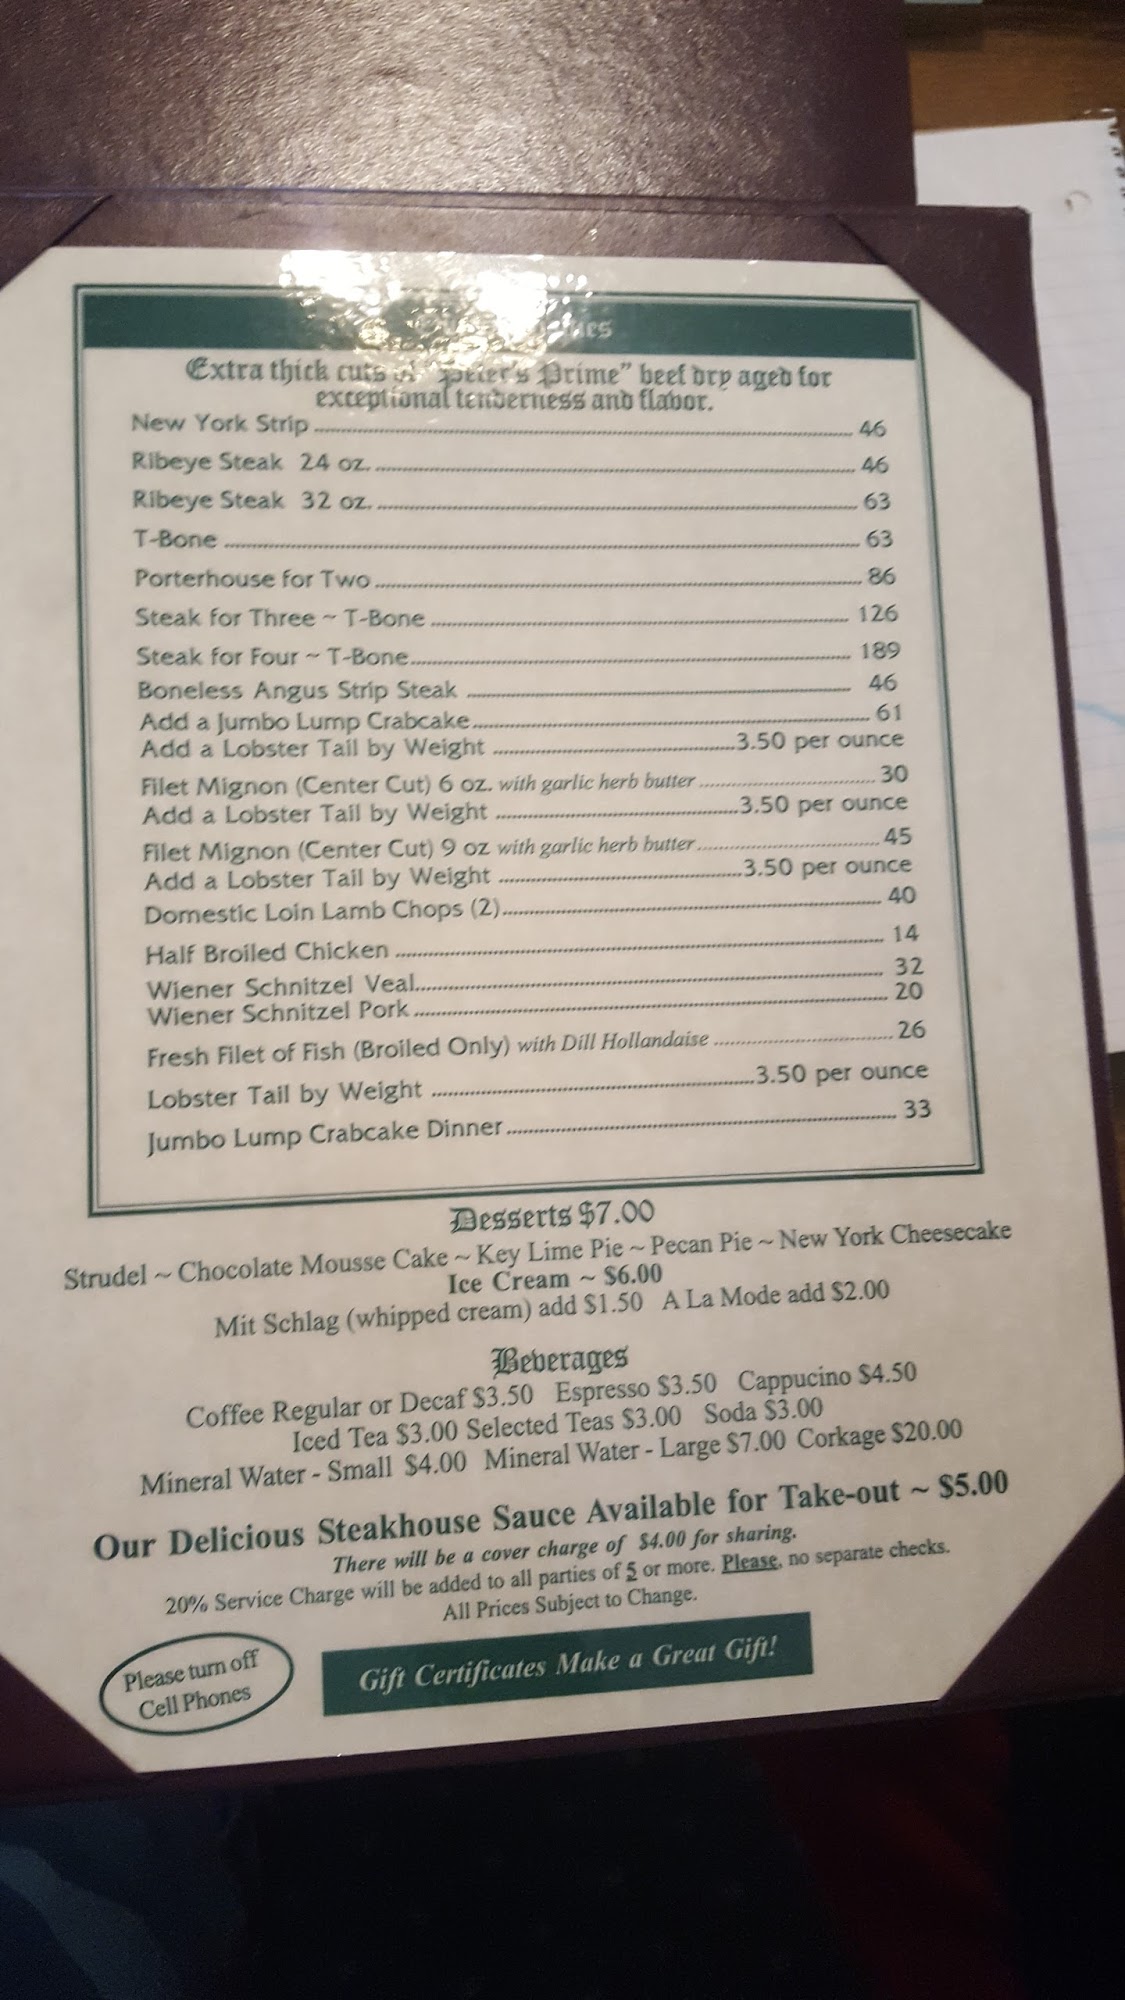 Extra thick cuts of "Peter's Prime" beef dry aged for
exceptional tenderness and flavor.
New York Strip 46
Ribeye Steak 24 oz. 46
Ribeye Steak 32 oz. 63
T-Bone 63
Porterhouse for Two 86
Steak for Three ~ T-Bone 126
Steak for Four ~ T-Bone 189
Boneless Angus Strip Steak 46
Add a Jumbo Lump Crabcake 61
Add a Lobster Tail by Weight 3.50 per ounce
Filet Mignon (Center Cut) 6 oz. with garlic herb butter 30
Add a Lobster Tail by Weight 3.50 per ounce
Filet Mignon (Center Cut) 9 oz with garlic herb butter 45
Add a Lobster Tail by Weight 3.50 per ounce
Domestic Loin Lamb Chops (2) 40
Half Broiled Chicken 14
Wiener Schnitzel Veal 32
Wiener Schnitzel Pork 20
Fresh Filet of Fish (Broiled Only) with Dill Hollandaise 26
Lobster Tail by Weight 3.50 per ounce
Jumbo Lump Crabcake Dinner 33
Desserts $7.00
Strudel ~ Chocolate Mousse Cake ~ Key Lime Pie ~ Pecan Pie ~ New York Cheesecake
Ice Cream ~ $6.00
Mit Schlag (whipped cream) add $1.50 A La Mode add $2.00
Beverages
Coffee Regular or Decaf $3.50 Espresso $3.50 Cappucino $4.50
Iced Tea $3.00 Selected Teas $3.00 Soda $3.00
Mineral Water - Small $4.00 Mineral Water - Large $7.00 Corkage $20.00
Our Delicious Steakhouse Sauce Available for Take-out ~ $5.00
There will be a cover charge of $4.00 for sharing.
20% Service Charge will be added to all parties of 5 or more. Please, no separate checks.
All Prices Subject to Change.
Please turn off
Cell Phones
Gift Certificates Make a Great Gift!